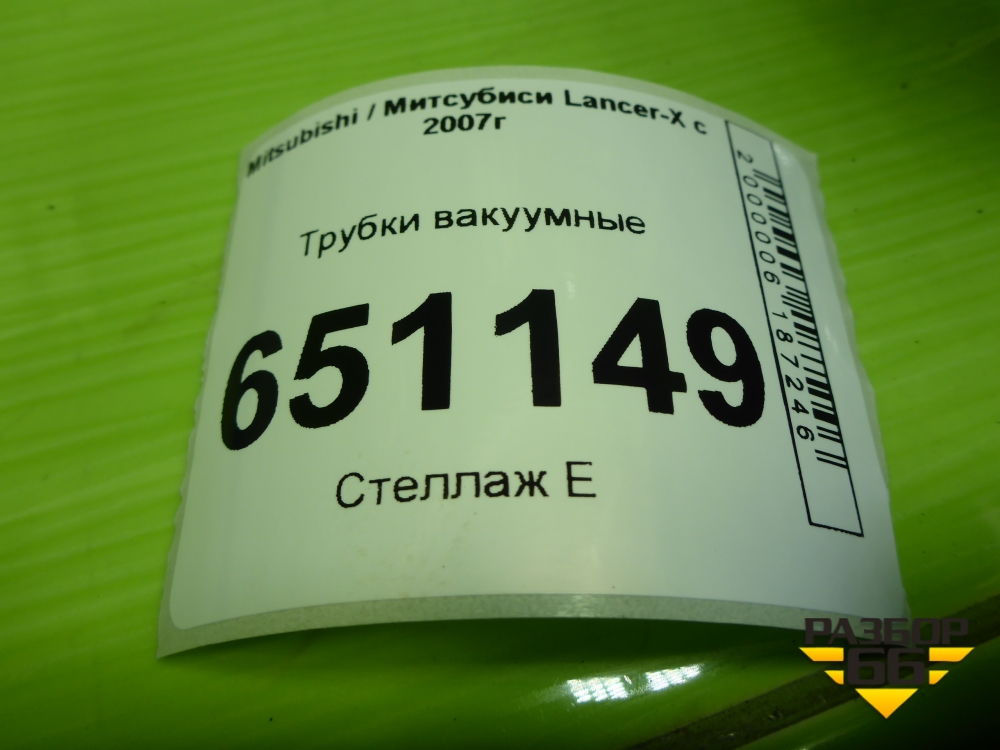 Mitsubishi / Митсубиси Lancer-X с
2007г
Трубки вакуумные
651149
Стеллаж Е
2000006187246
РАЗБОР
66